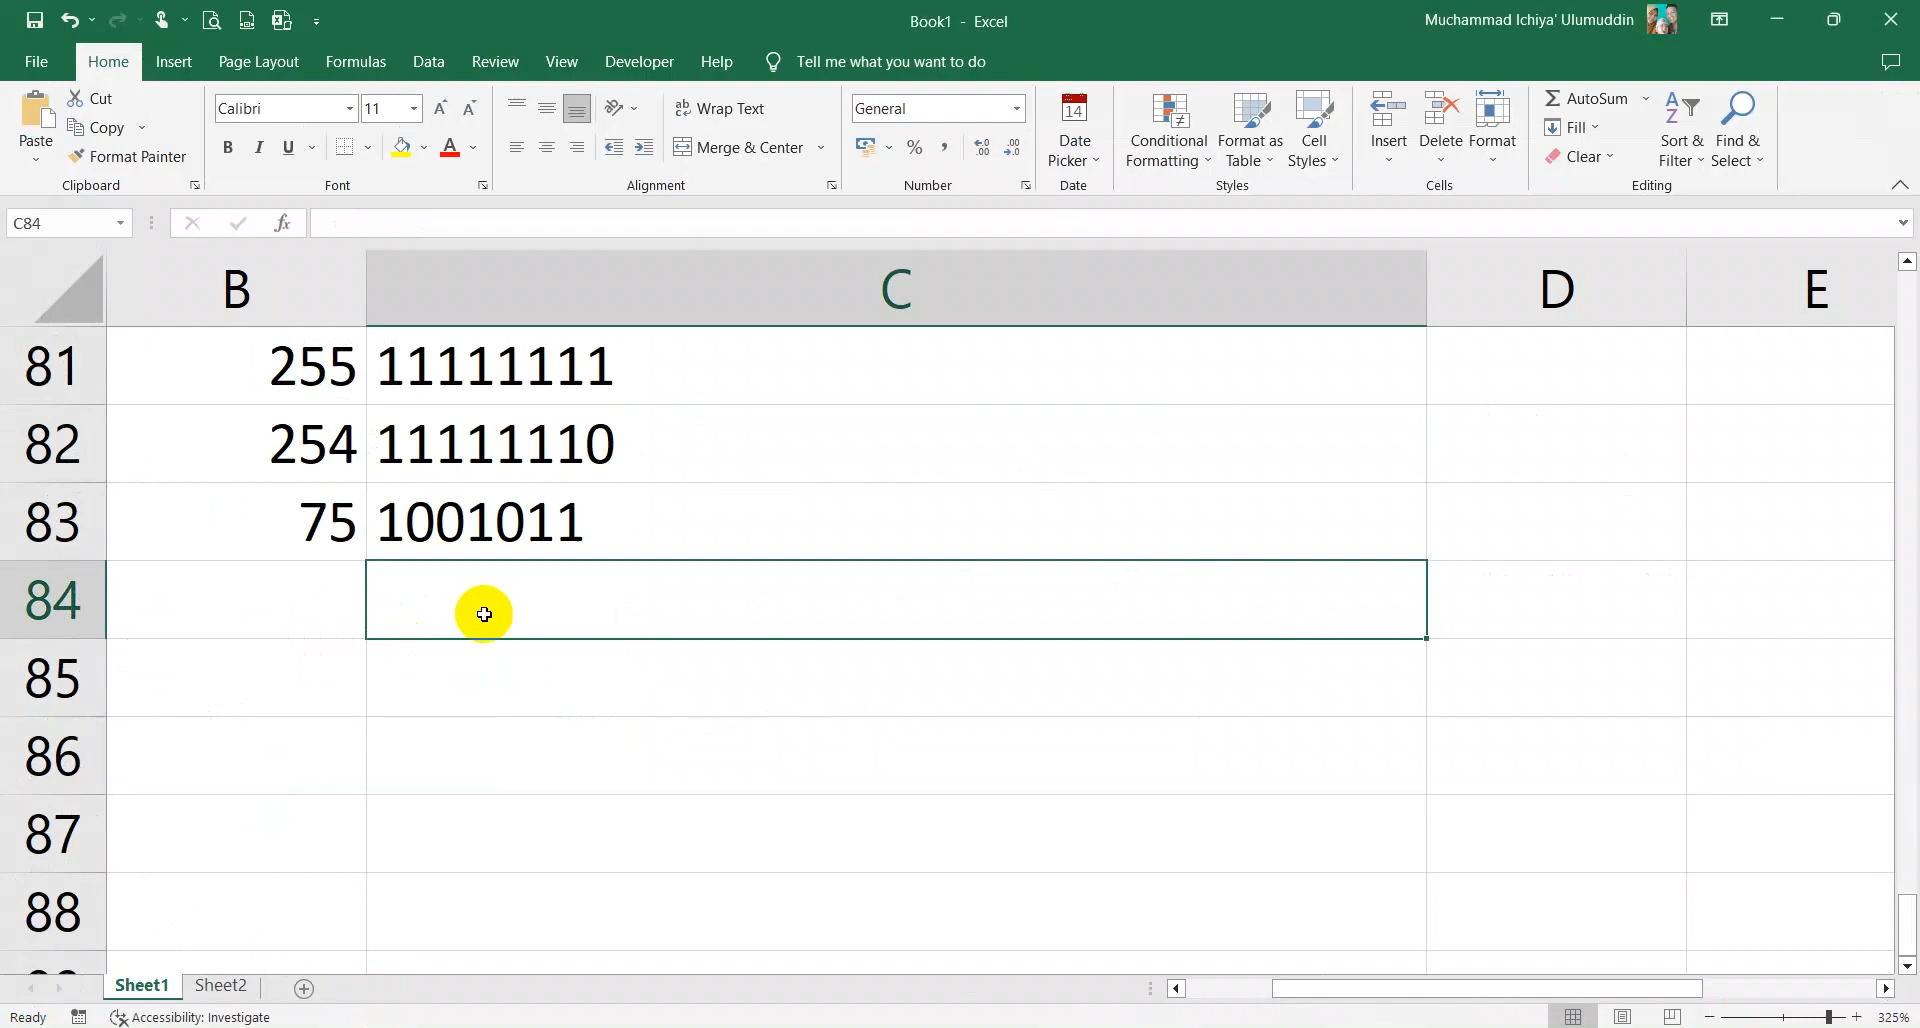 Book1 - Excel
Muchammad Ichiya' Ulumuddin
File Home Insert Page Layout Formulas Data Review View Developer Help Tell me what you want to do
Paste
Cut
Copy
Format Painter
Clipboard
Calibri 11
B I U
Font
Wrap Text
Merge & Center
Alignment
General
% ,
Number
14
Date Picker
Date
Conditional Formatting
Format as Table
Cell Styles
Styles
Insert Delete Format
Cells
AutoSum
Fill
Clear
Sort & Filter
Find & Select
Editing
C84
fx
B C D E
81 255 11111111
82 254 11111110
83 75 1001011
84
85
86
87
88
Sheet1 Sheet2
Ready Accessibility: Investigate 325%